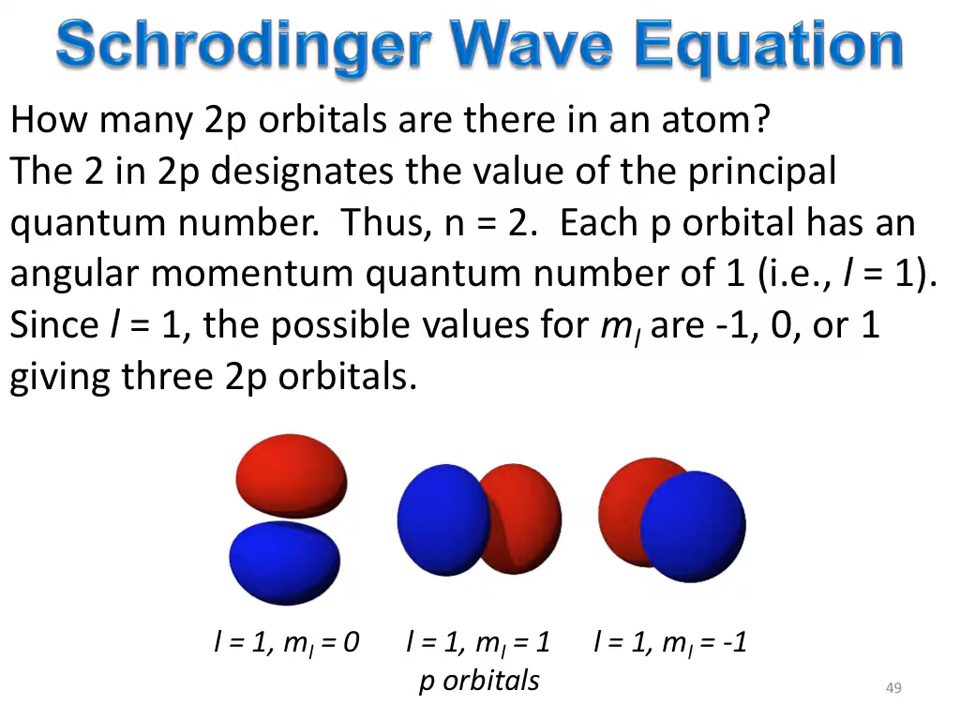 Schrodinger Wave Equation
How many 2p orbitals are there in an atom?
The 2 in 2p designates the value of the principal
quantum number.  Thus, n = 2.  Each p orbital has an
angular momentum quantum number of 1 (i.e., l = 1).
Since l = 1, the possible values for mₗ are -1, 0, or 1
giving three 2p orbitals.
l = 1, mₗ = 0
l = 1, mₗ = 1
l = 1, mₗ = -1
p orbitals
49